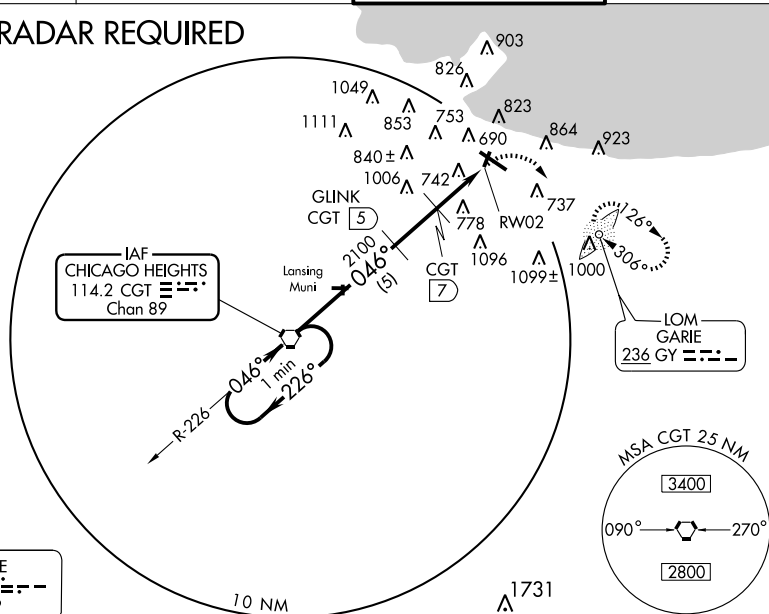 RADAR REQUIRED
903
826
1049
853
753
823
1111
690
864
923
840 ±
1006
742
737
GLINK
CGT 5
778
RW02
126°
306°
2100
046°
(5)
CGT
7
1096
1099±
1000
IAF
CHICAGO HEIGHTS
114.2 CGT
Chan 89
Lansing
Muni
LOM
GARIE
236 GY
046°
1 min
226°
R-226
MSA CGT 25 NM
3400
090°
270°
2800
E
10 NM
1731